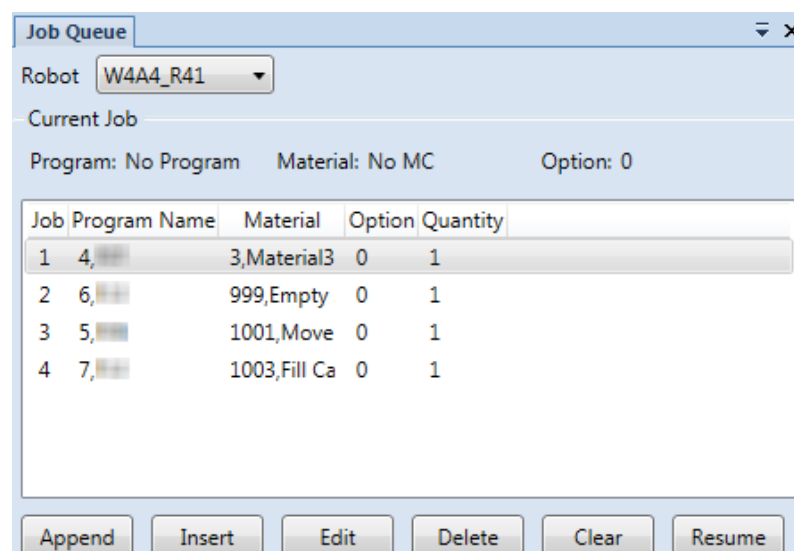 Job Queue
Robot W4A4_R41
Current Job
Program: No Program Material: No MC Option: 0
Job Program Name Material Option Quantity
1 4, 3,Material3 0 1
2 6, 999,Empty 0 1
3 5, 1001,Move 0 1
4 7, 1003,Fill Ca 0 1
Append Insert Edit Delete Clear Resume